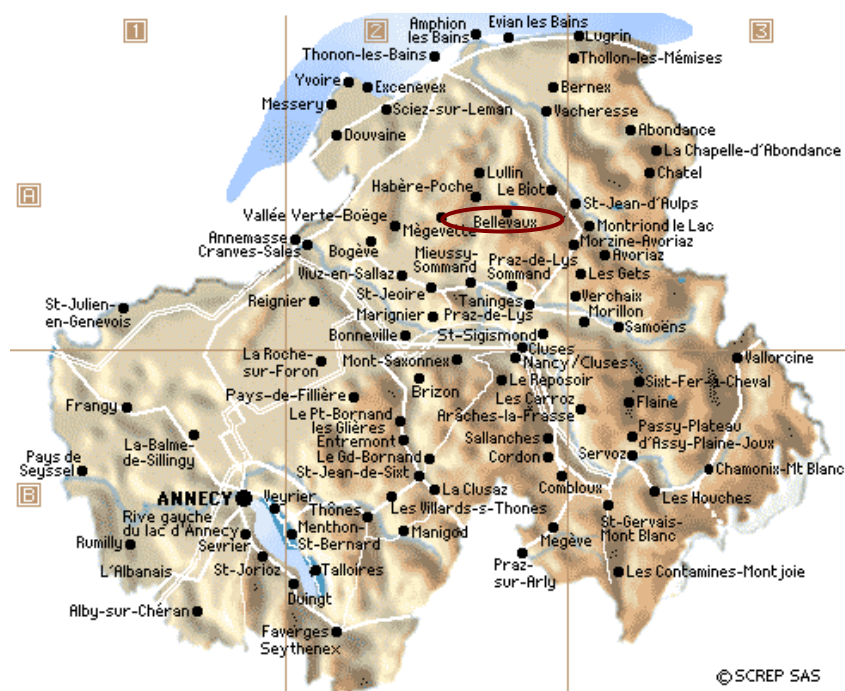 1
2
3
Amphion
les Bains
Evian les Bains
Lugrin
Thonon-les-Bains
Thollon-les-Mémises
Yvoire
Excenevex
Bernex
Messery
Sciez-sur-Leman
Vacheresse
Douvaine
Abondance
La Chapelle-d'Abondance
Lullin
Chatel
Habère-Poche
Le Biot
A
St-Jean-d'Aulps
Vallée Verte-Boëge
Bellevaux
Mègevette
Montriond le Lac
Annemasse
Cranves-Sales
Bogève
Morzine-Avoriaz
Mieussy-
Sommand
Praz-de-Lys
Sommand
Avoriaz
Viuz-en-Sallaz
Les Gets
St-Jeoire
Reignier
Taninges
Verchaix
St-Julien-
en-Genevois
Marignier
Praz-de-Lys
Morillon
Samoëns
Bonneville
St-Sigismond
Cluses
La Roche-
sur-Foron
Mont-Saxonnex
Nancy/Cluses
Vallorcine
Brizon
Le Reposoir
Sixt-Fer-à-Cheval
Pays-de-Fillière
Les Carroz
Flaine
Frangy
Le Pt-Bornand
les Glières
Arâches-la-Frasse
Entremont
Sallanches
Passy-Plateau
d'Assy-Plaine-Joux
La-Balme-
de-Sillingy
Le Gd-Bornand
Cordon
Servoz
Pays de
Seyssel
St-Jean-de-Sixt
Chamonix-Mt Blanc
B
ANNECY
Veyrier
La Clusaz
Combloux
Les Houches
Thônes
Les Villards-s-Thones
Rive gauche
du lac d'Annecy
Menthon-
St-Bernard
St-Gervais-
Mont Blanc
Rumilly
Sevrier
Manigod
Megève
L'Albanais
St-Jorioz
Talloires
Praz-
sur-Arly
Les Contamines-Montjoie
Duingt
Alby-sur-Chéran
Faverges
Seythenex
© SCREP SAS